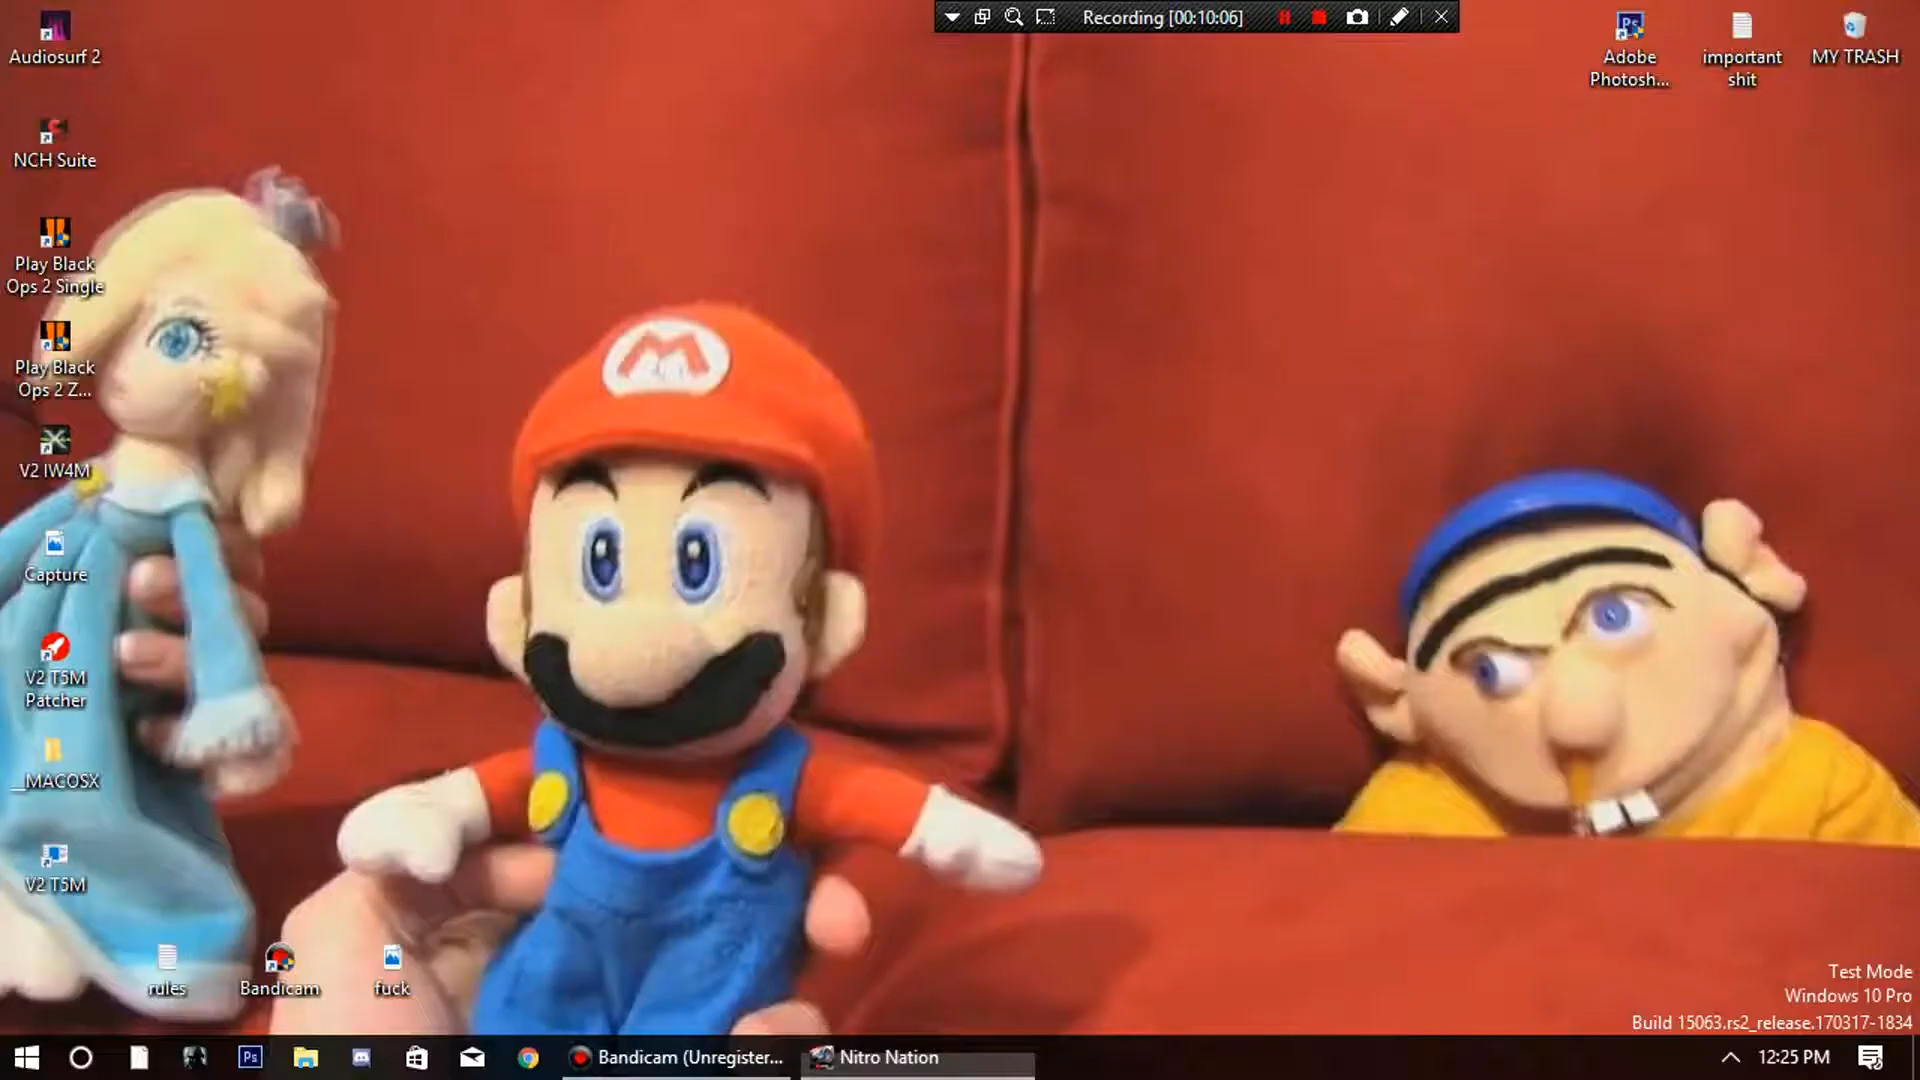 Recording [00:10:06]
Audiosurf 2
NCH Suite
Play Black
Ops 2 Single
Play Black
Ops 2 Z...
V2 IW4M
Capture
V2 T5M
Patcher
__MACOSX
V2 T5M
rules
Bandicam
fuck
Adobe
Photosh...
important
shit
MY TRASH
M
Test Mode
Windows 10 Pro
Build 15063.rs2_release.170317-1834
Ps
Bandicam (Unregister...
Nitro Nation
12:25 PM